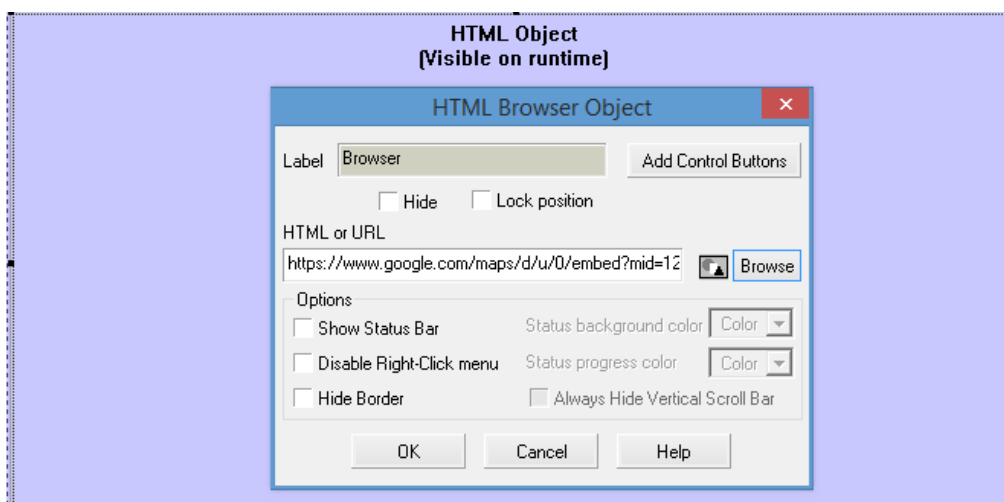 HTML Object
(Visible on runtime)
HTML Browser Object
Label Browser Add Control Buttons
Hide Lock position
HTML or URL
https://www.google.com/maps/d/u/0/embed?mid=12 Browse
Options
Show Status Bar Status background color Color
Disable Right-Click menu Status progress color Color
Hide Border Always Hide Vertical Scroll Bar
OK Cancel Help